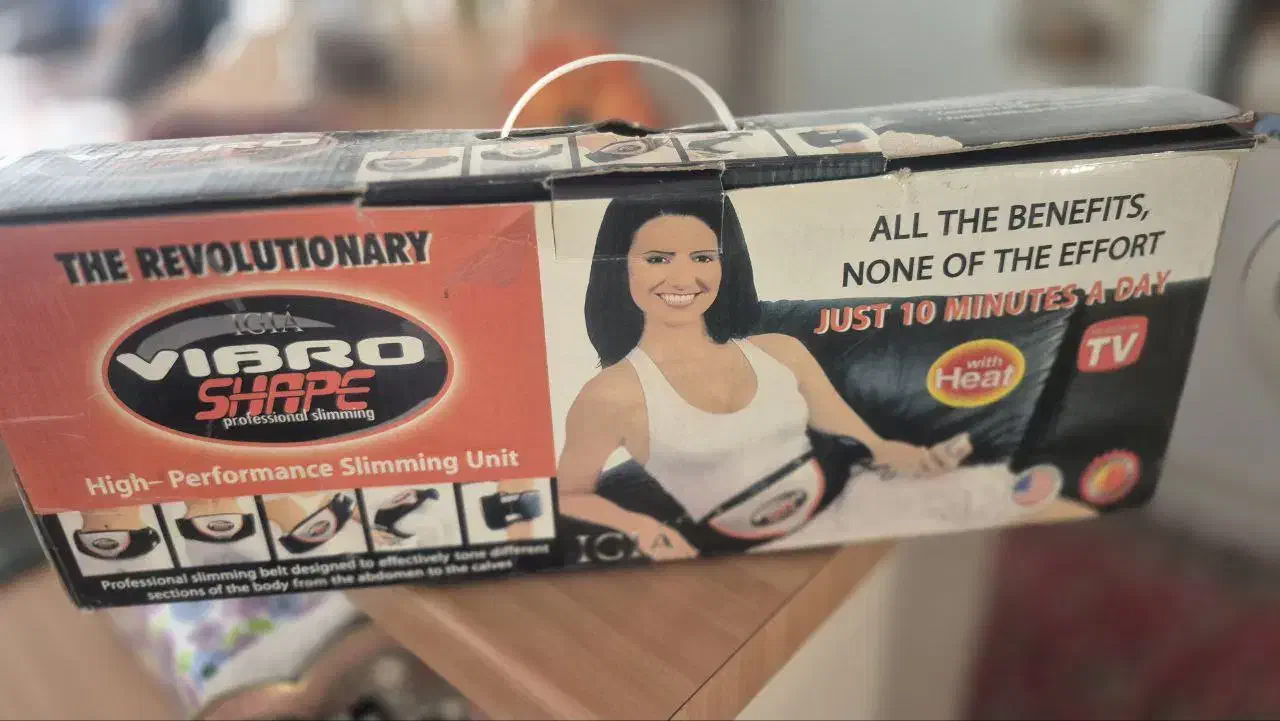 THE REVOLUTIONARY
IGIA
VIBRO
SHAPE
professional slimming
High– Performance Slimming Unit
Professional slimming belt designed to effectively tone different
sections of the body from the abdomen to the calves
ALL THE BENEFITS,
NONE OF THE EFFORT
JUST 10 MINUTES A DAY
with
Heat
TV
IGIA